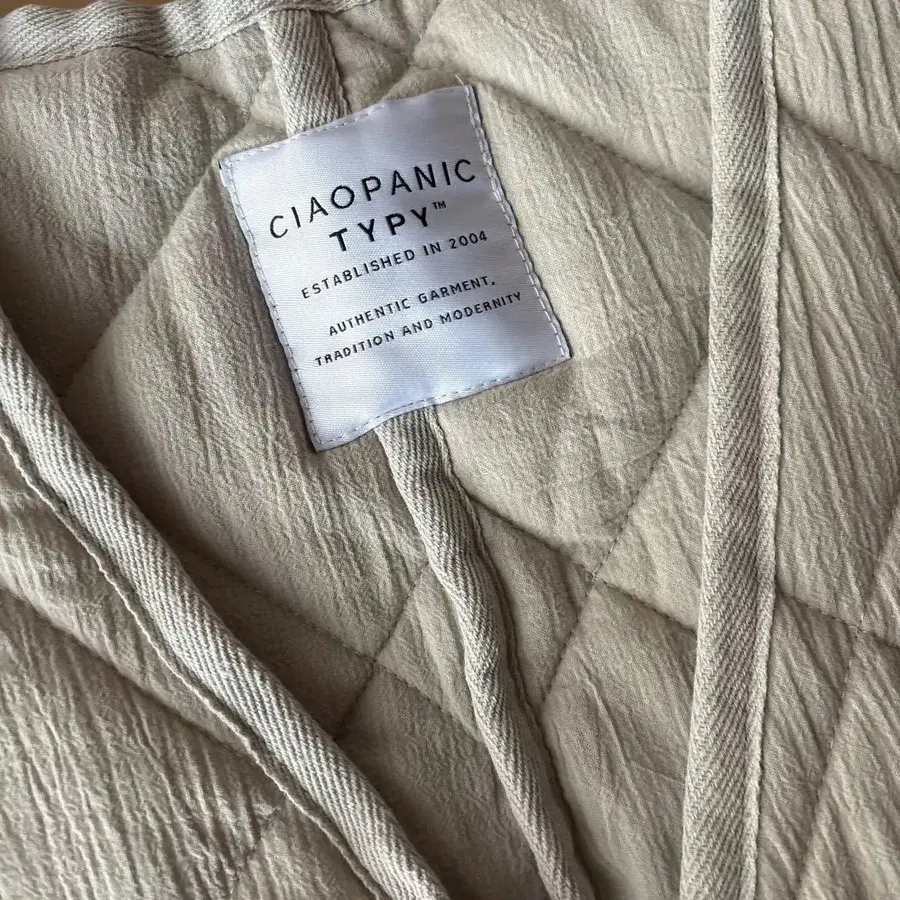 CIAOPANIC
TYPY™
ESTABLISHED IN 2004
AUTHENTIC GARMENT,
TRADITION AND MODERNITY